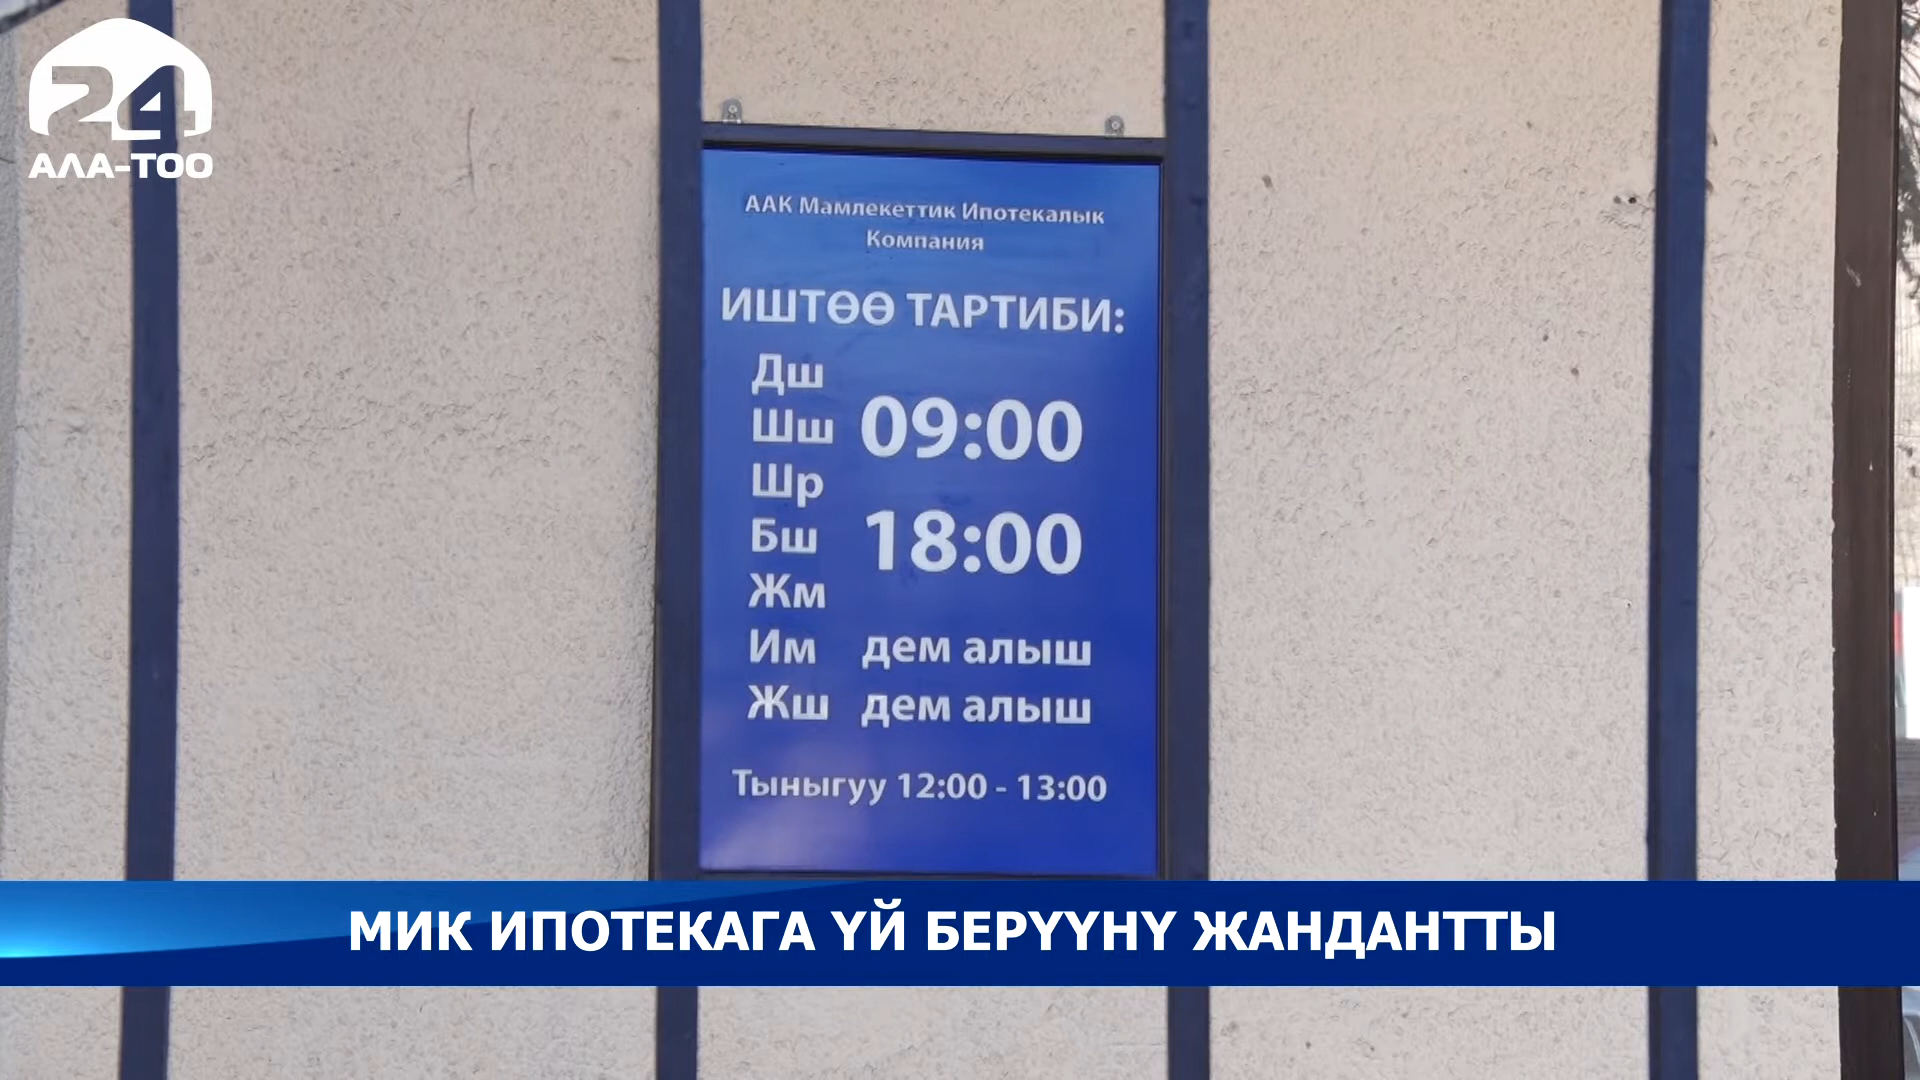 24
АЛА-ТОО
ААК Мамлекеттик Ипотекалык
Компания
ИШТӨӨ ТАРТИБИ:
Дш
Шш 09:00
Шр
Бш 18:00
Жм
Им дем алыш
Жш дем алыш
Тыныгуу 12:00 - 13:00
МИК ИПОТЕКАГА ҮЙ БЕРҮҮНҮ ЖАНДАНТТЫ